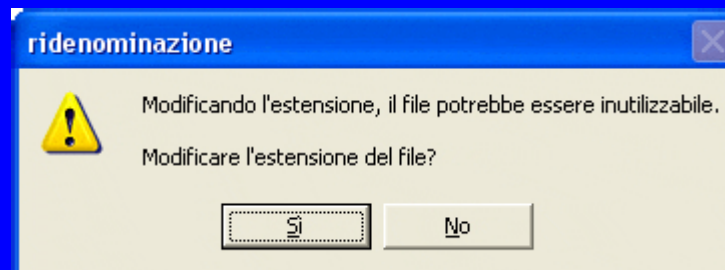 ridenominazione
Modificando l'estensione, il file potrebbe essere inutilizzabile.
Modificare l'estensione del file?
Sì No